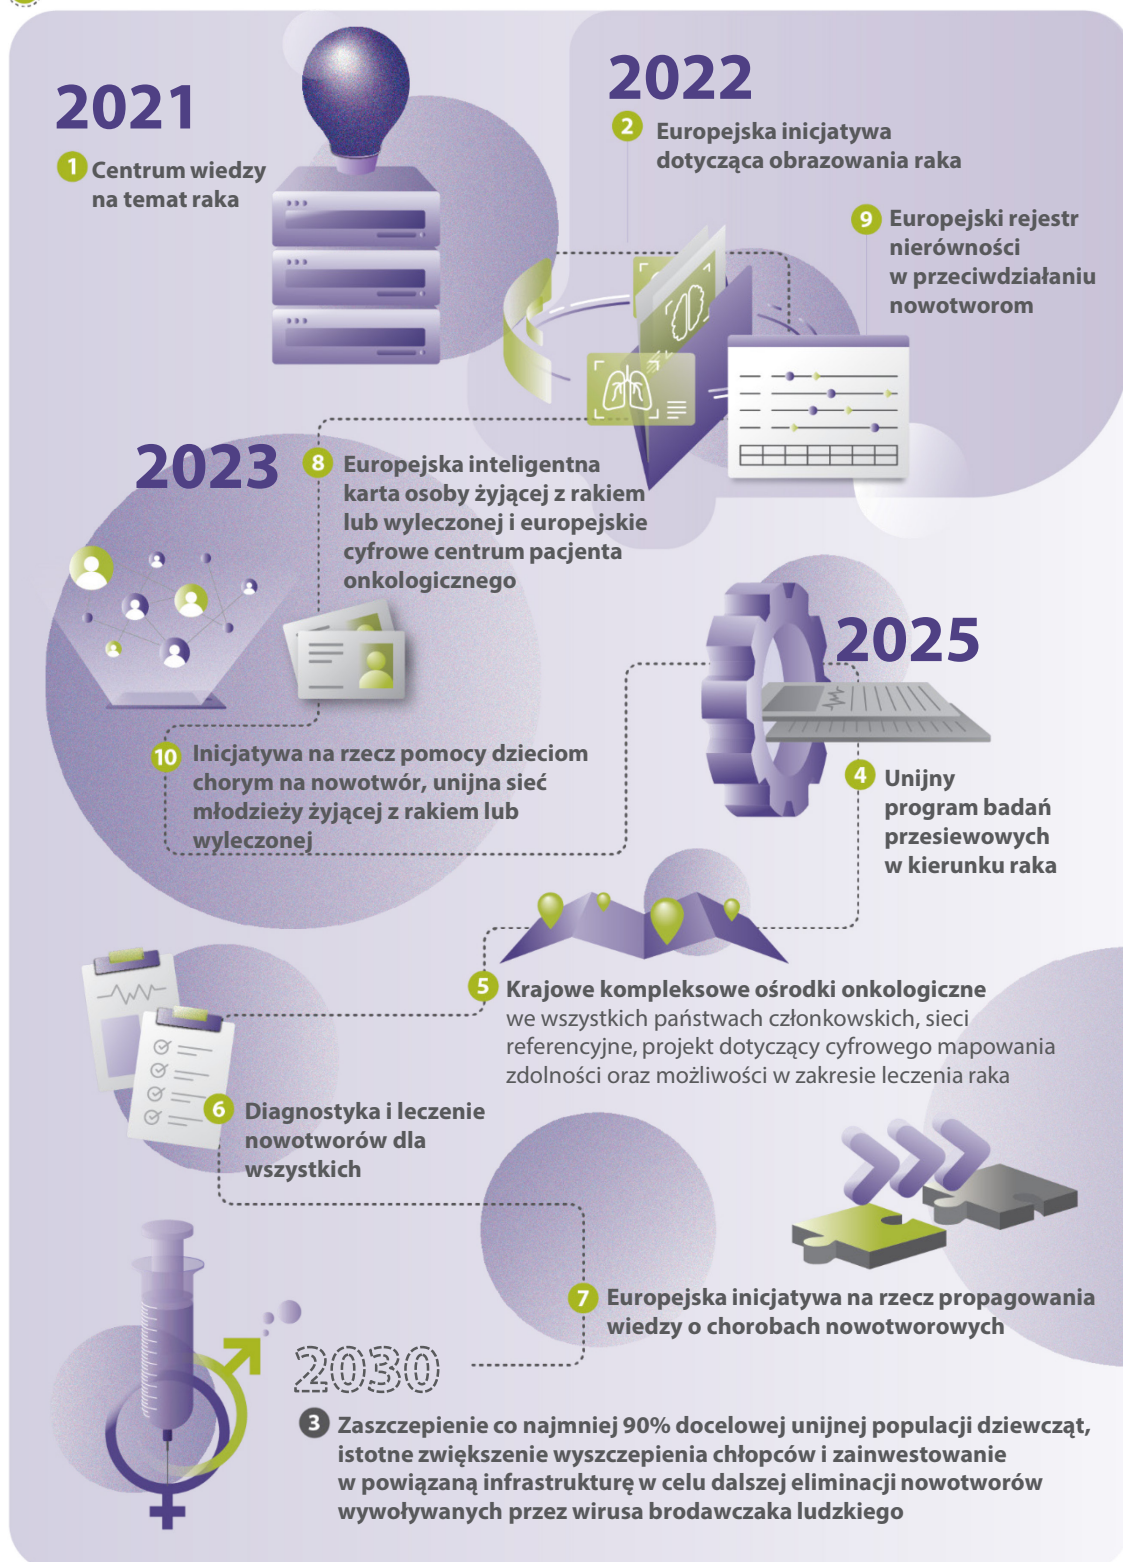 2021
1 Centrum wiedzy
na temat raka
2022
2 Europejska inicjatywa
dotycząca obrazowania raka
9 Europejski rejestr
nierówności
w przeciwdziałaniu
nowotworom
2023
8 Europejska inteligentna
karta osoby żyjącej z rakiem
lub wyleczonej i europejskie
cyfrowe centrum pacjenta
onkologicznego
10 Inicjatywa na rzecz pomocy dzieciom
chorym na nowotwór, unijna sieć
młodzieży żyjącej z rakiem lub
wyleczonej
2025
4 Unijny
program badań
przesiewowych
w kierunku raka
5 Krajowe kompleksowe ośrodki onkologiczne
we wszystkich państwach członkowskich, sieci
referencyjne, projekt dotyczący cyfrowego mapowania
zdolności oraz możliwości w zakresie leczenia raka
6 Diagnostyka i leczenie
nowotworów dla
wszystkich
7 Europejska inicjatywa na rzecz propagowania
wiedzy o chorobach nowotworowych
2030
3 Zaszczepienie co najmniej 90% docelowej unijnej populacji dziewcząt,
istotne zwiększenie wyszczepienia chłopców i zainwestowanie
w powiązaną infrastrukturę w celu dalszej eliminacji nowotworów
wywoływanych przez wirusa brodawczaka ludzkiego